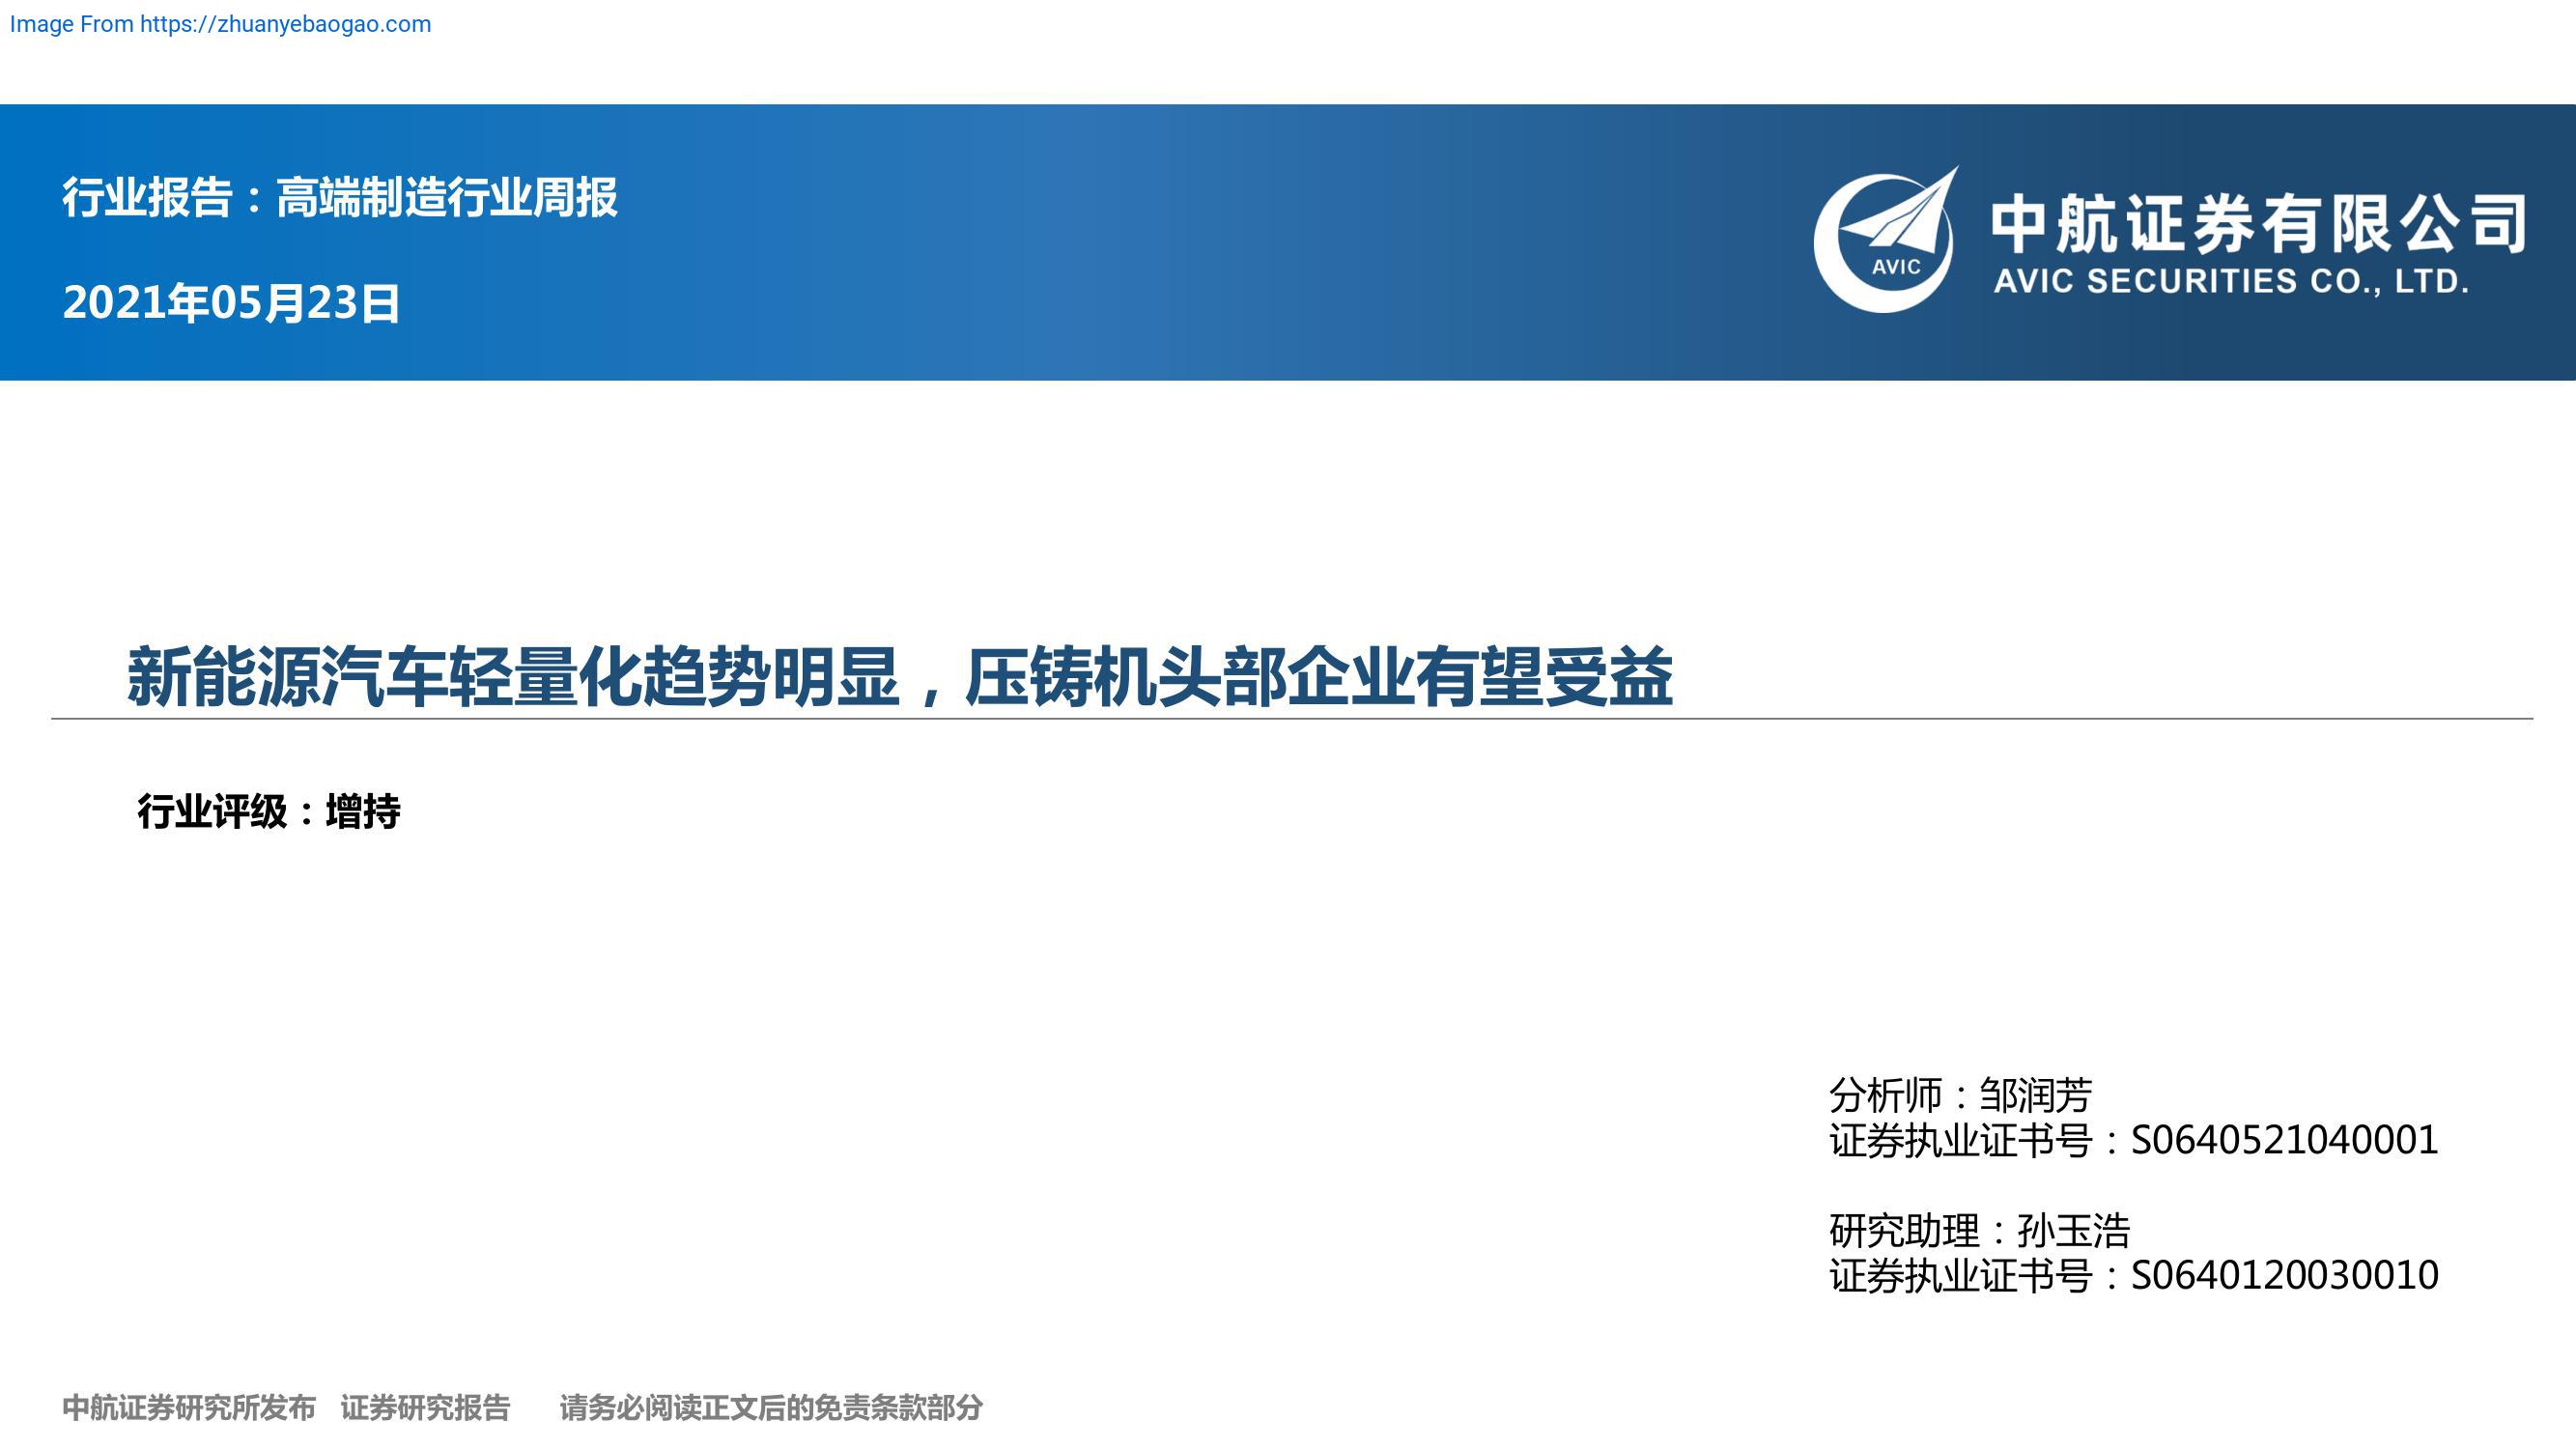 Image From https://zhuanyebaogao.com
行业报告：高端制造行业周报
2021年05月23日
AVIC
中航证券有限公司
AVIC SECURITIES CO., LTD.
新能源汽车轻量化趋势明显，压铸机头部企业有望受益
行业评级：增持
分析师：邹润芳
证券执业证书号：S0640521040001
研究助理：孙玉浩
证券执业证书号：S0640120030010
中航证券研究所发布 证券研究报告 请务必阅读正文后的免责条款部分